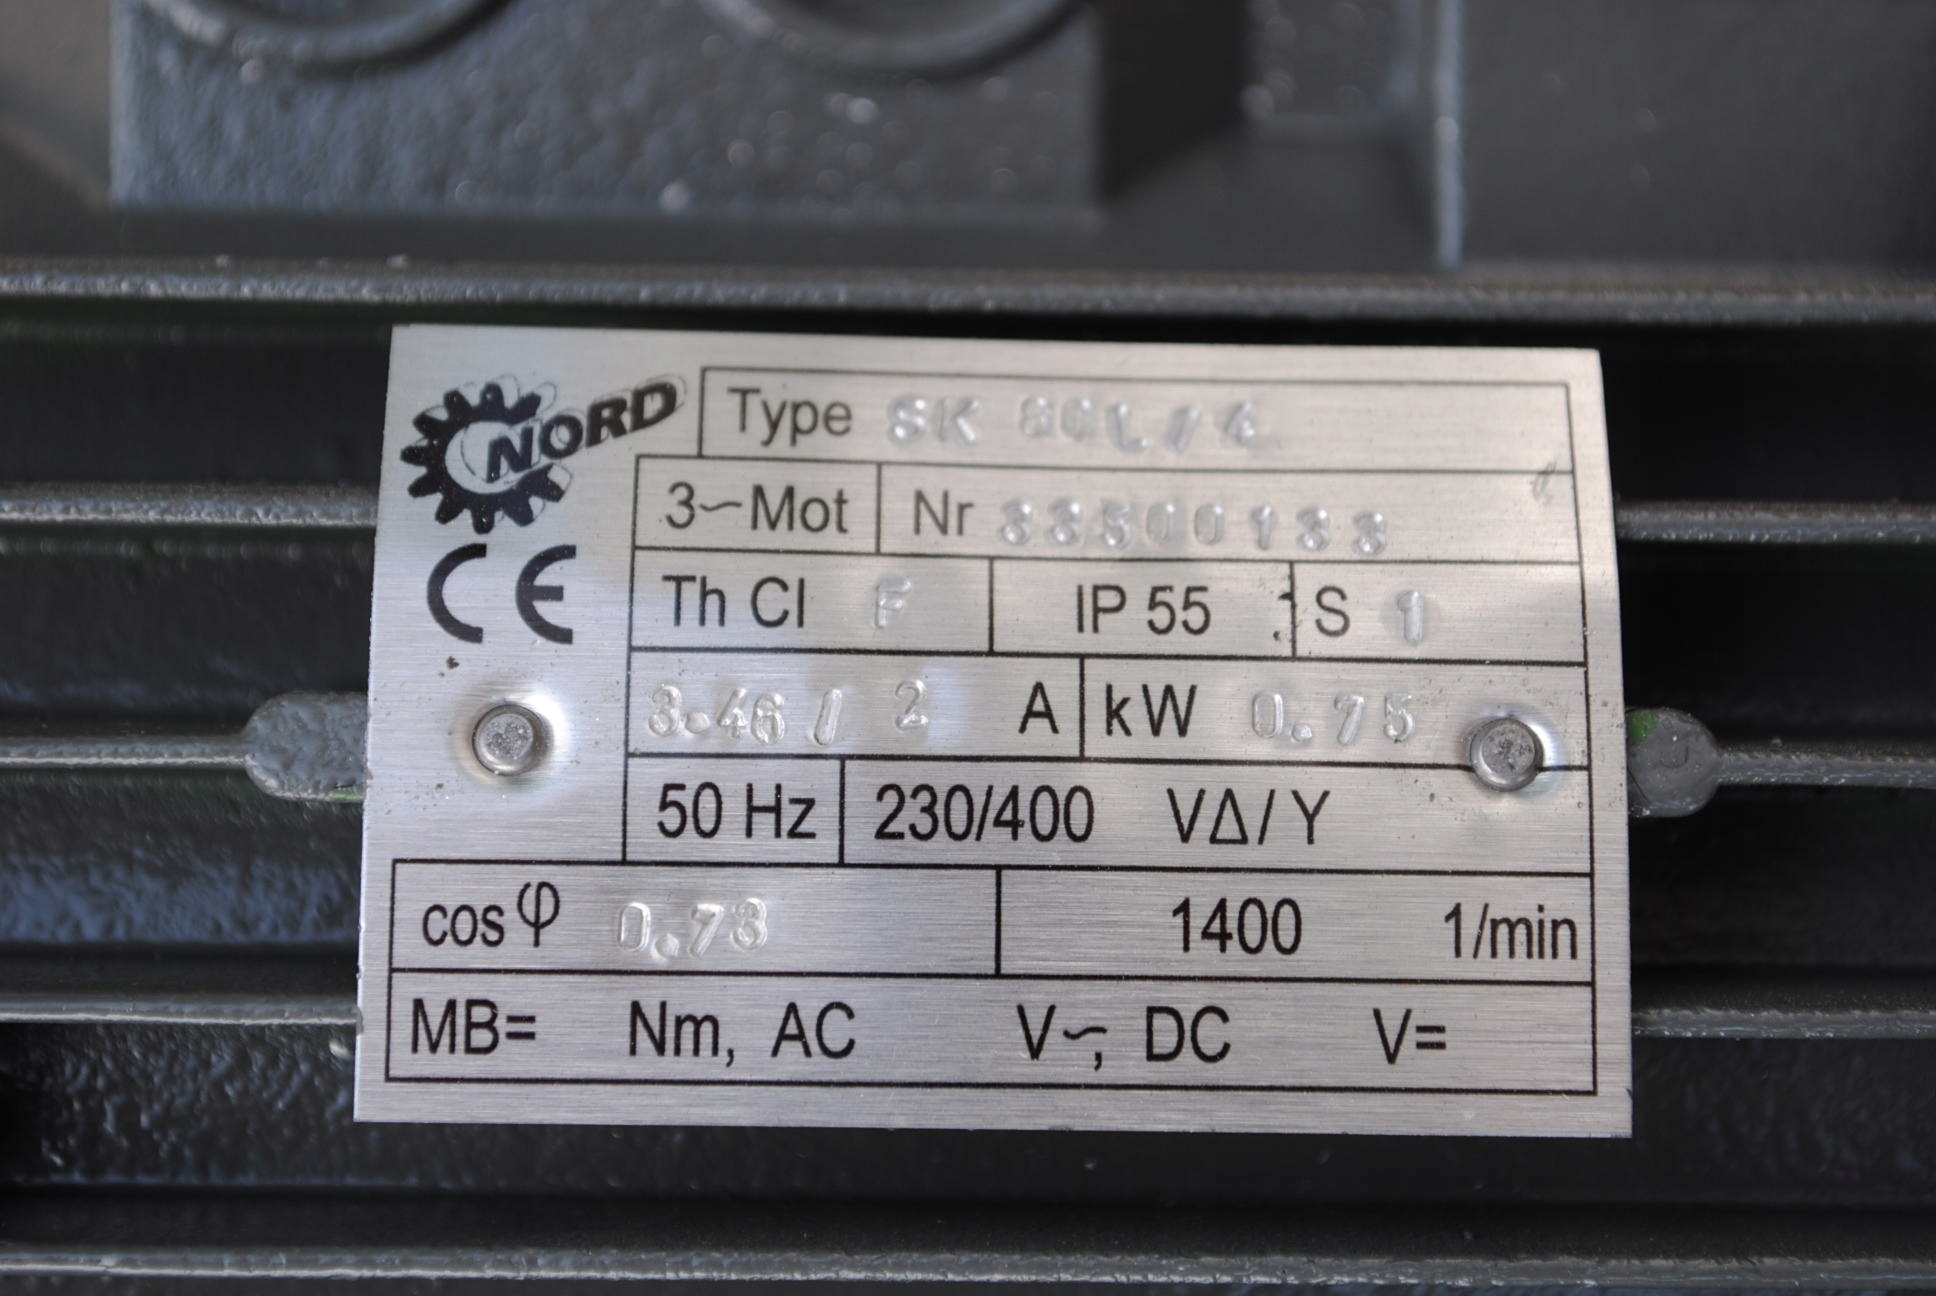 NORD
Type SK 80L/4
3~Mot Nr 33500133
CE
Th Cl F IP 55 S 1
3.46 / 2 A kW 0.75
50 Hz 230/400 VΔ/Y
cosφ 0.73 1400 1/min
MB= Nm, AC V~, DC V=